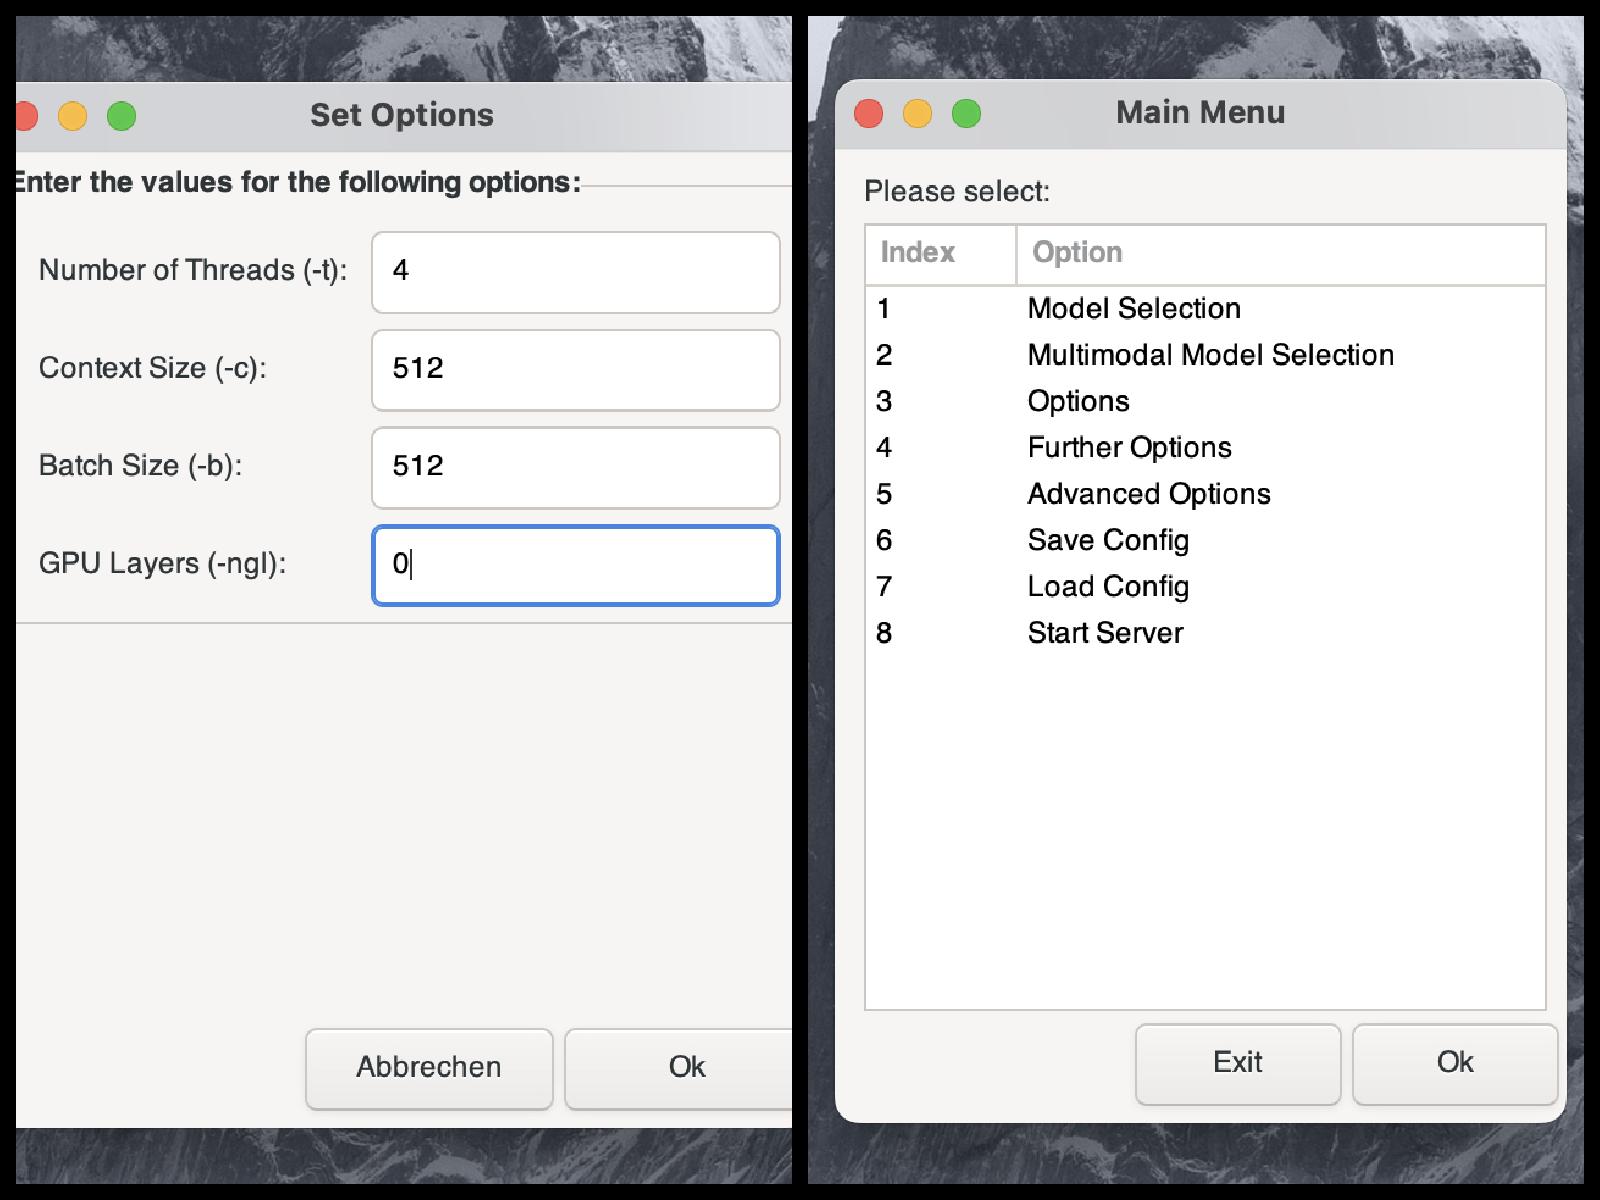 Set Options
Enter the values for the following options:
Number of Threads (-t): 4
Context Size (-c): 512
Batch Size (-b): 512
GPU Layers (-ngl): 0
Abbrechen Ok
Main Menu
Please select:
Index Option
1 Model Selection
2 Multimodal Model Selection
3 Options
4 Further Options
5 Advanced Options
6 Save Config
7 Load Config
8 Start Server
Exit Ok